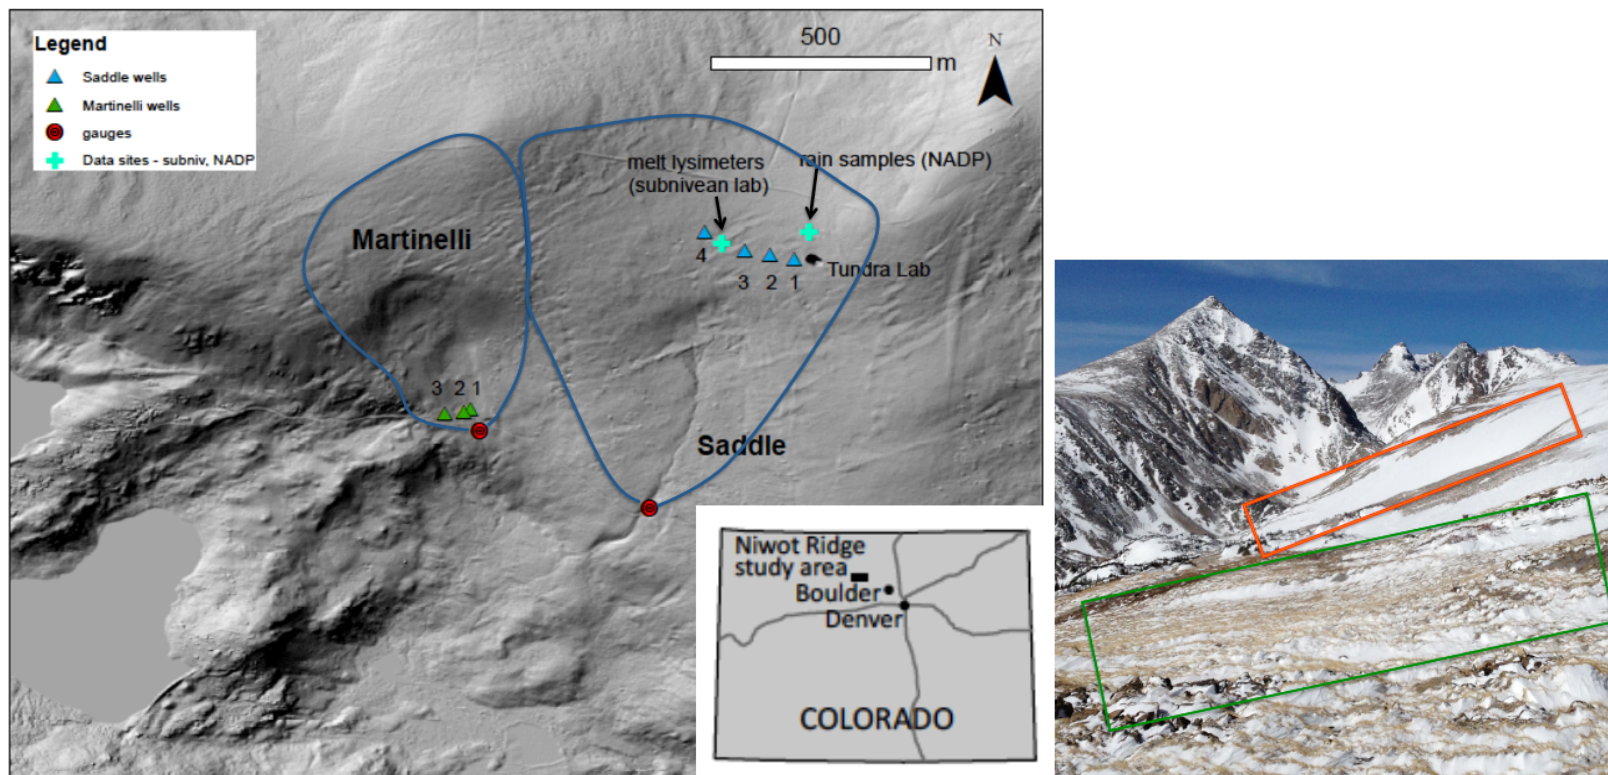 Legend
Saddle wells
Martinelli wells
gauges
Data sites - subniv, NADP
500
m
N
melt lysimeters
(subnivean lab)
rain samples (NADP)
Martinelli
4
3 2 1
Tundra Lab
3 2 1
Saddle
Niwot Ridge
study area
Boulder
Denver
COLORADO